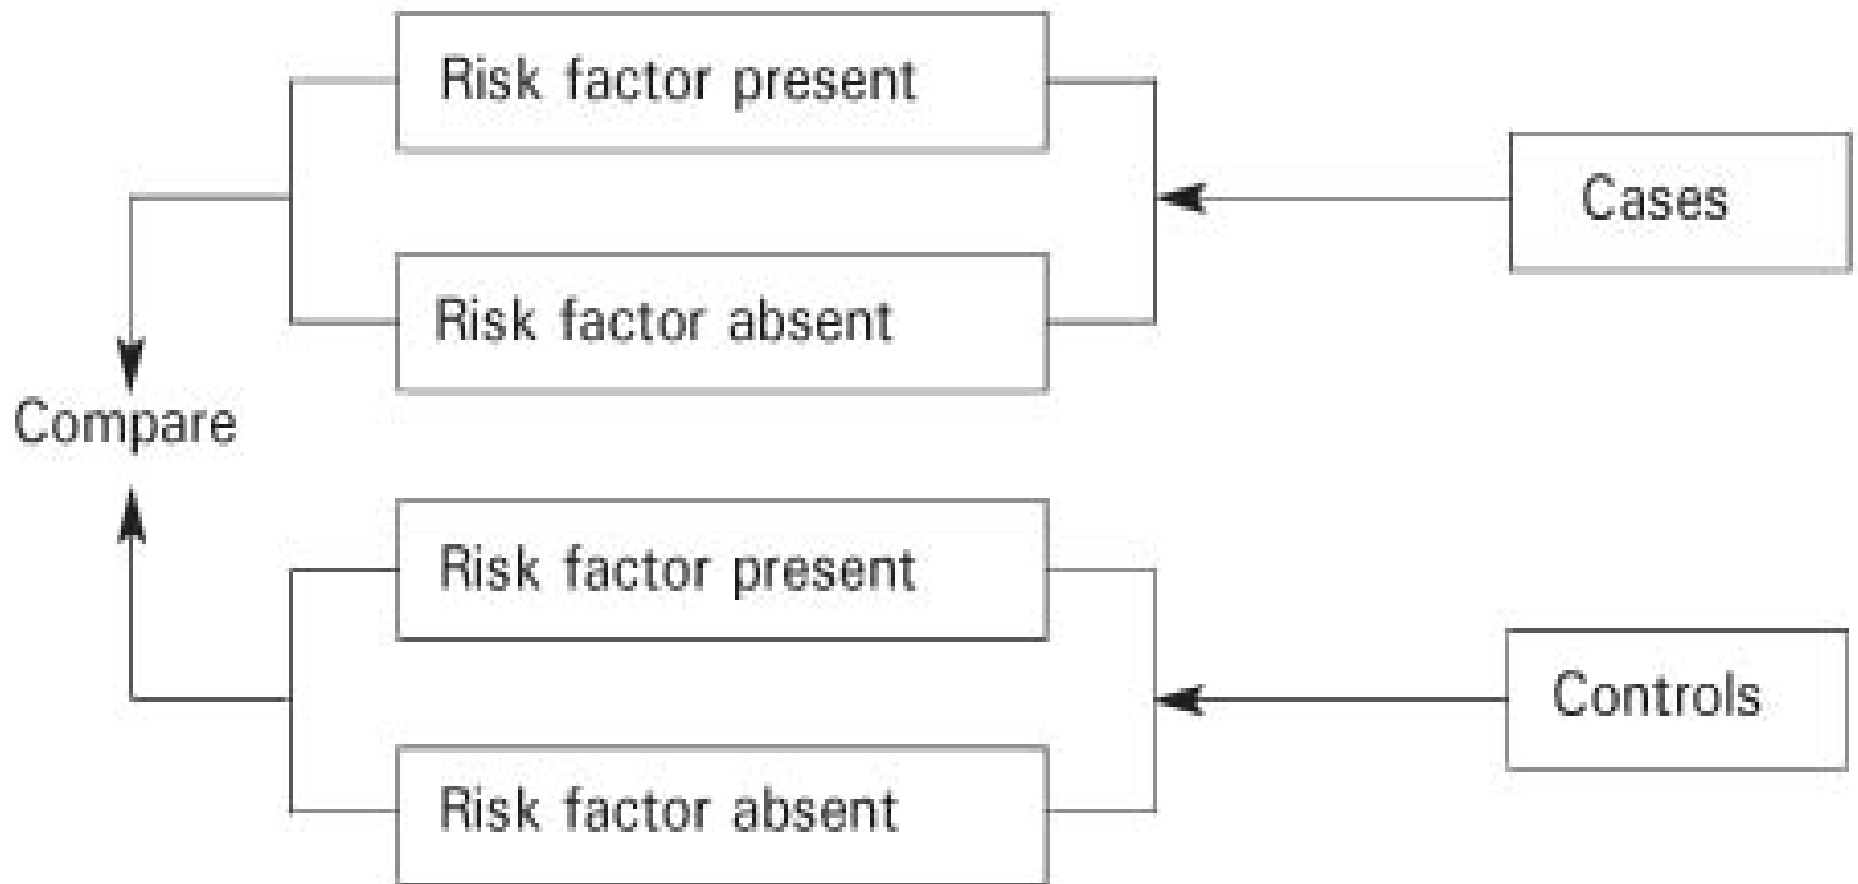 Risk factor present
Cases
Risk factor absent
Compare
Risk factor present
Controls
Risk factor absent